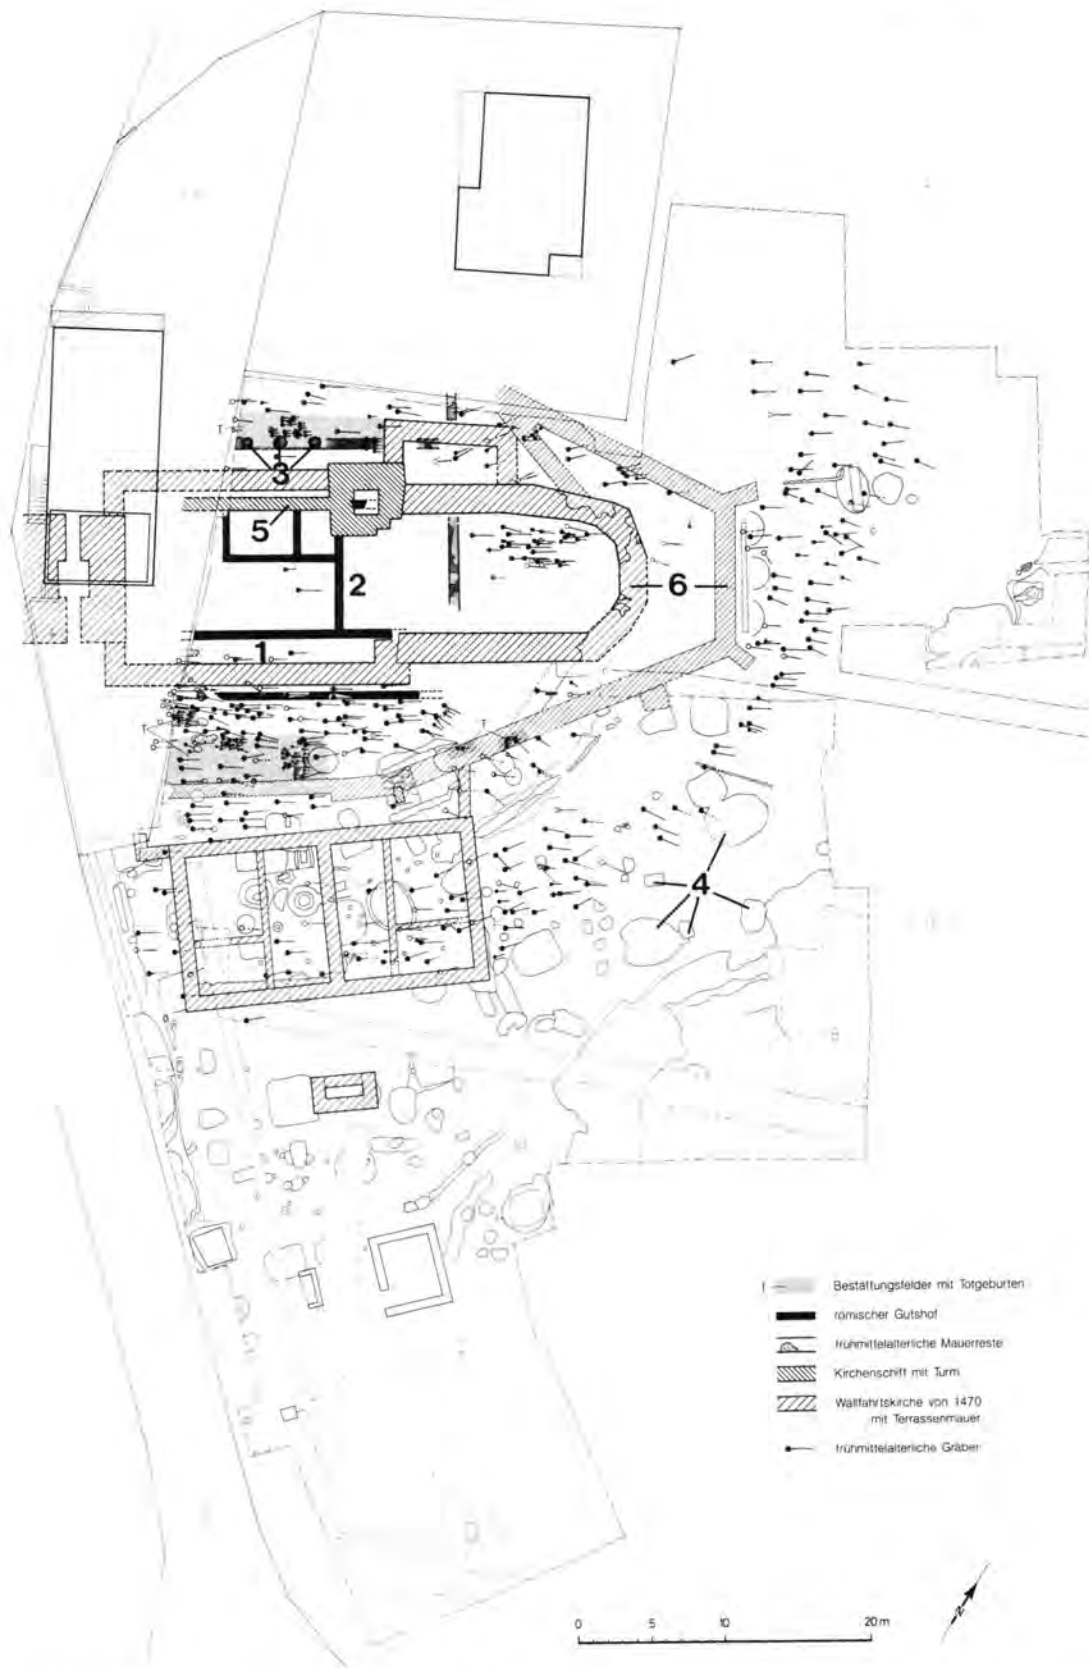 T
3
5
2
6
1
T
T
4
T Bestattungsfelder mit Totgeburten
römischer Gutshof
frühmittelalterliche Mauerreste
Kirchenschiff mit Turm
Wallfahrtskirche von 1470
mit Terrassenmauer
frühmittelalterliche Gräber
0 5 10 20 m
N